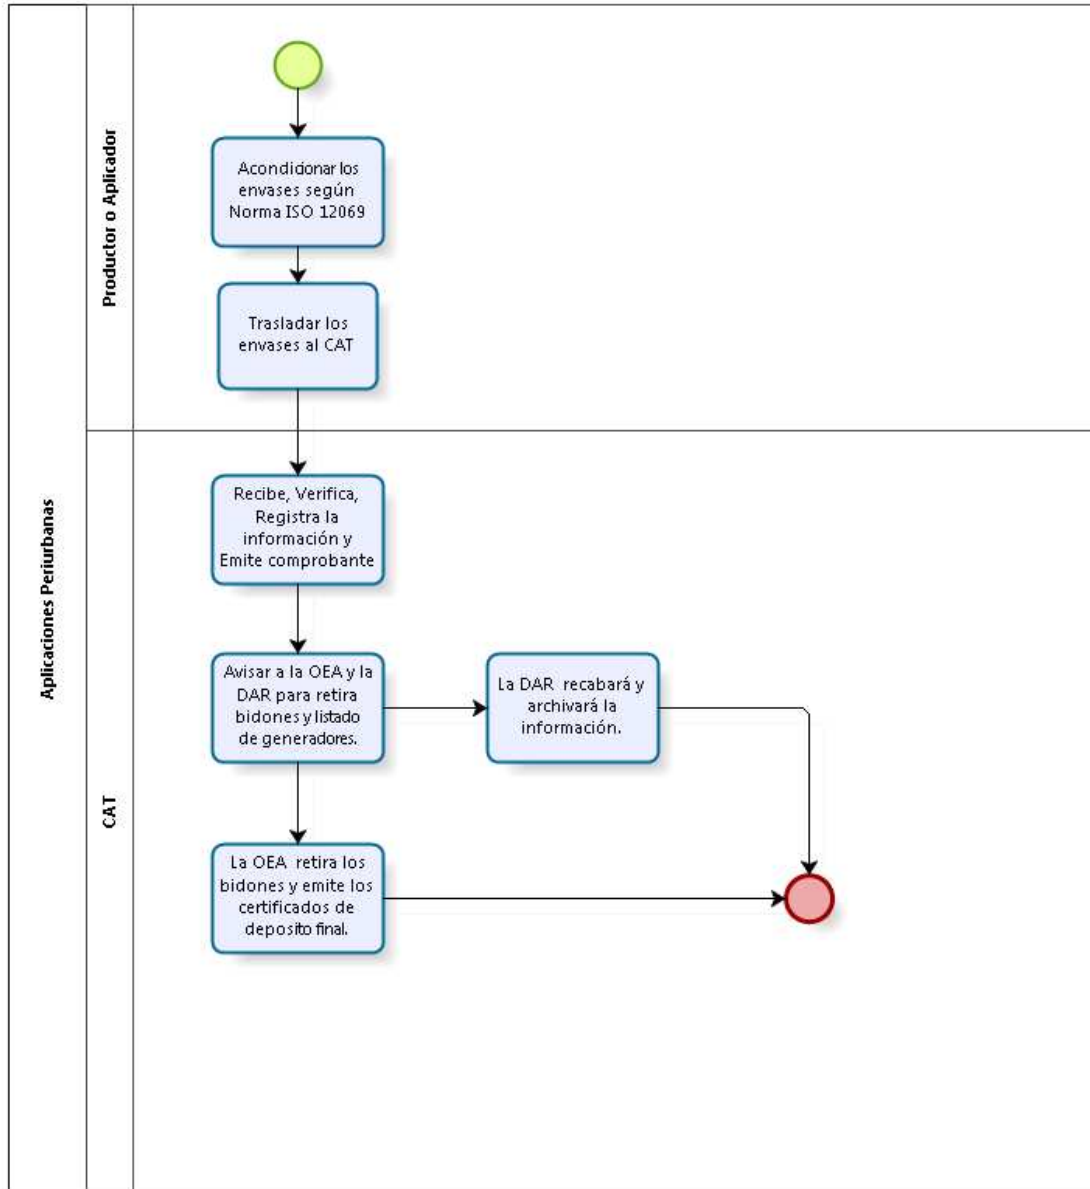 Aplicaciones Periurbanas
Productor o Aplicador
Acondicionar los
envases según
Norma ISO 12069
Trasladar los
envases al CAT
CAT
Recibe, Verifica,
Registra la
información y
Emite comprobante
Avisar a la OEA y la
DAR para retira
bidones y listado
de generadores.
La DAR recabará y
archivará la
información.
La OEA retira los
bidones y emite los
certificados de
deposito final.